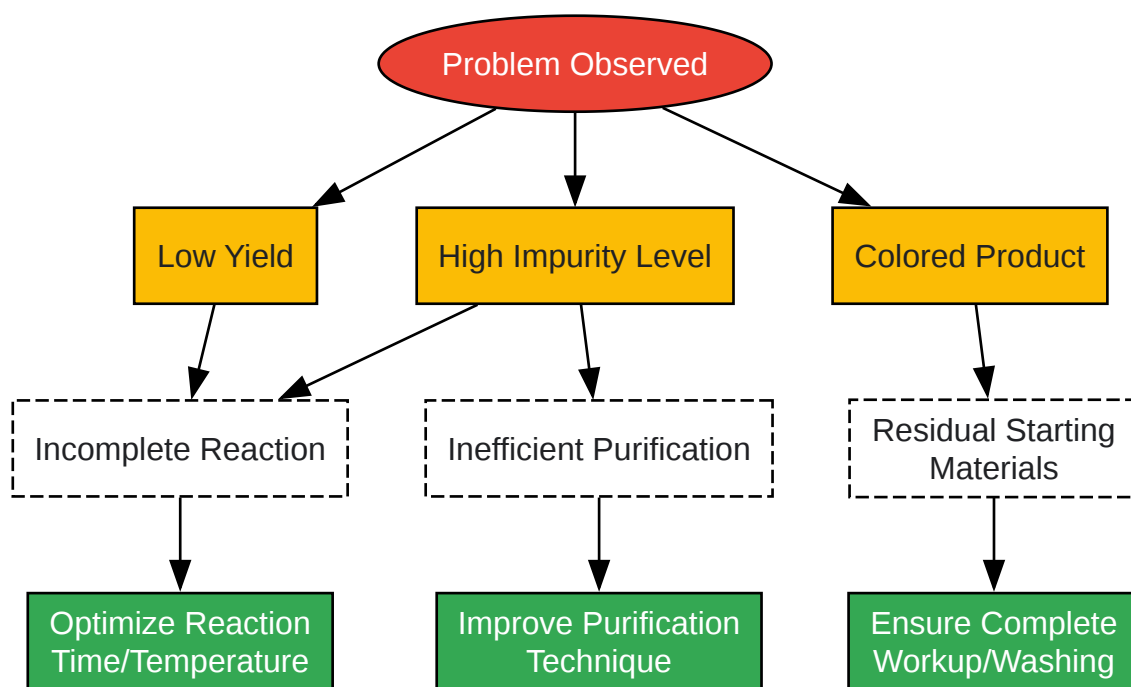 Problem Observed
Low Yield
High Impurity Level
Colored Product
Incomplete Reaction
Inefficient Purification
Residual Starting
Materials
Optimize Reaction
Time/Temperature
Improve Purification
Technique
Ensure Complete
Workup/Washing